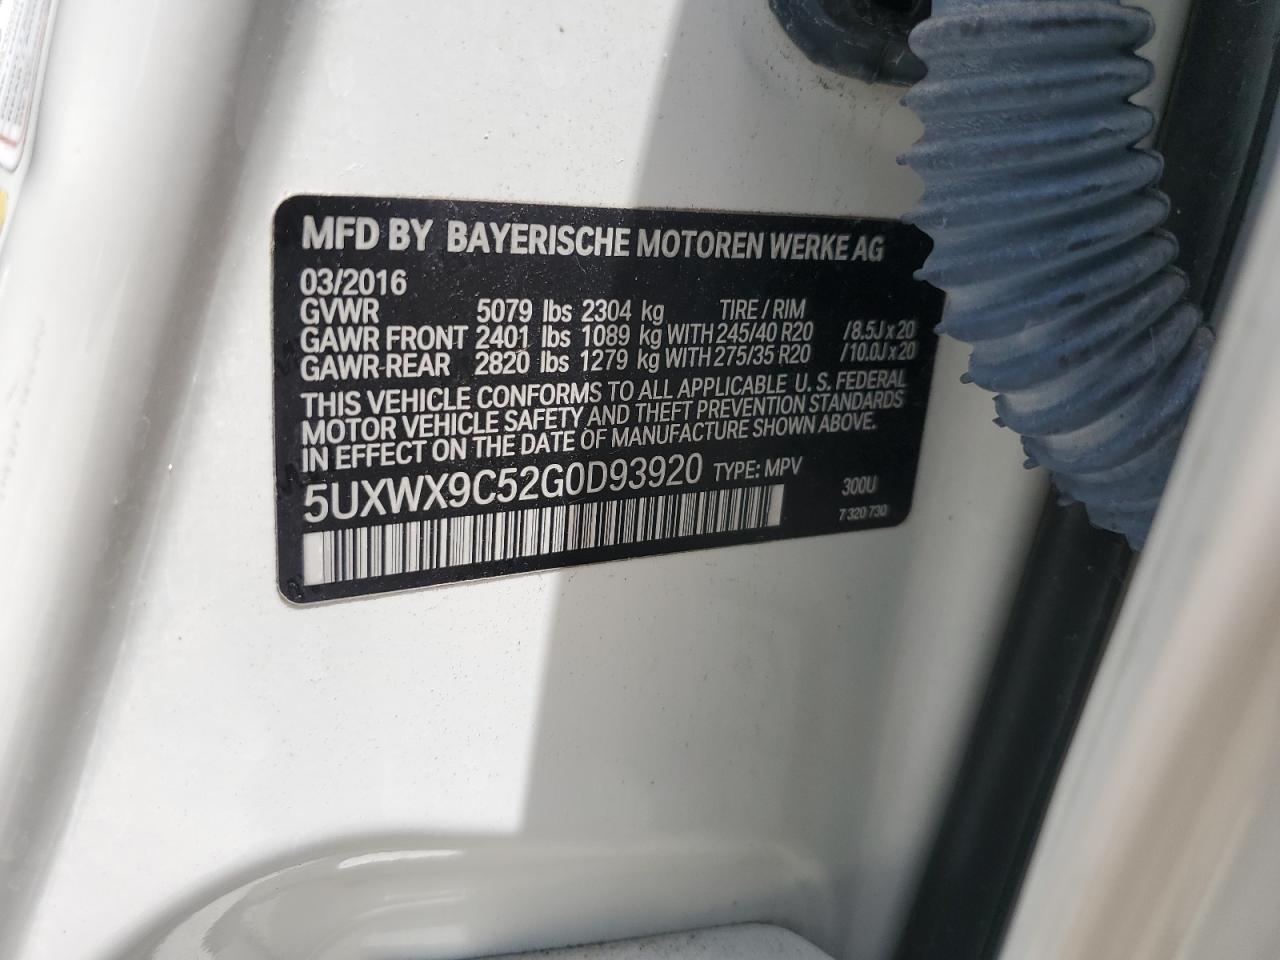 MFD BY BAYERISCHE MOTOREN WERKE AG
03/2016
GVWR 5079 lbs 2304 kg TIRE / RIM
GAWR FRONT 2401 lbs 1089 kg WITH 245/40 R20 /8.5J x 20
GAWR-REAR 2820 lbs 1279 kg WITH 275/35 R20 /10.0J x 20
THIS VEHICLE CONFORMS TO ALL APPLICABLE U. S. FEDERAL
MOTOR VEHICLE SAFETY AND THEFT PREVENTION STANDARDS
IN EFFECT ON THE DATE OF MANUFACTURE SHOWN ABOVE.
5UXWX9C52G0D93920 TYPE: MPV
300U
7 320 730